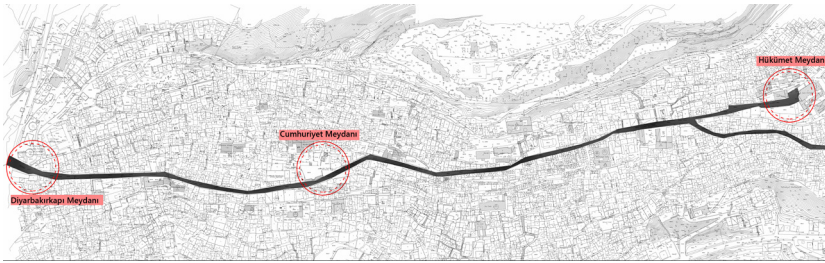 Hükümet Meydanı
Cumhuriyet Meydanı
Diyarbakırkapı Meydanı